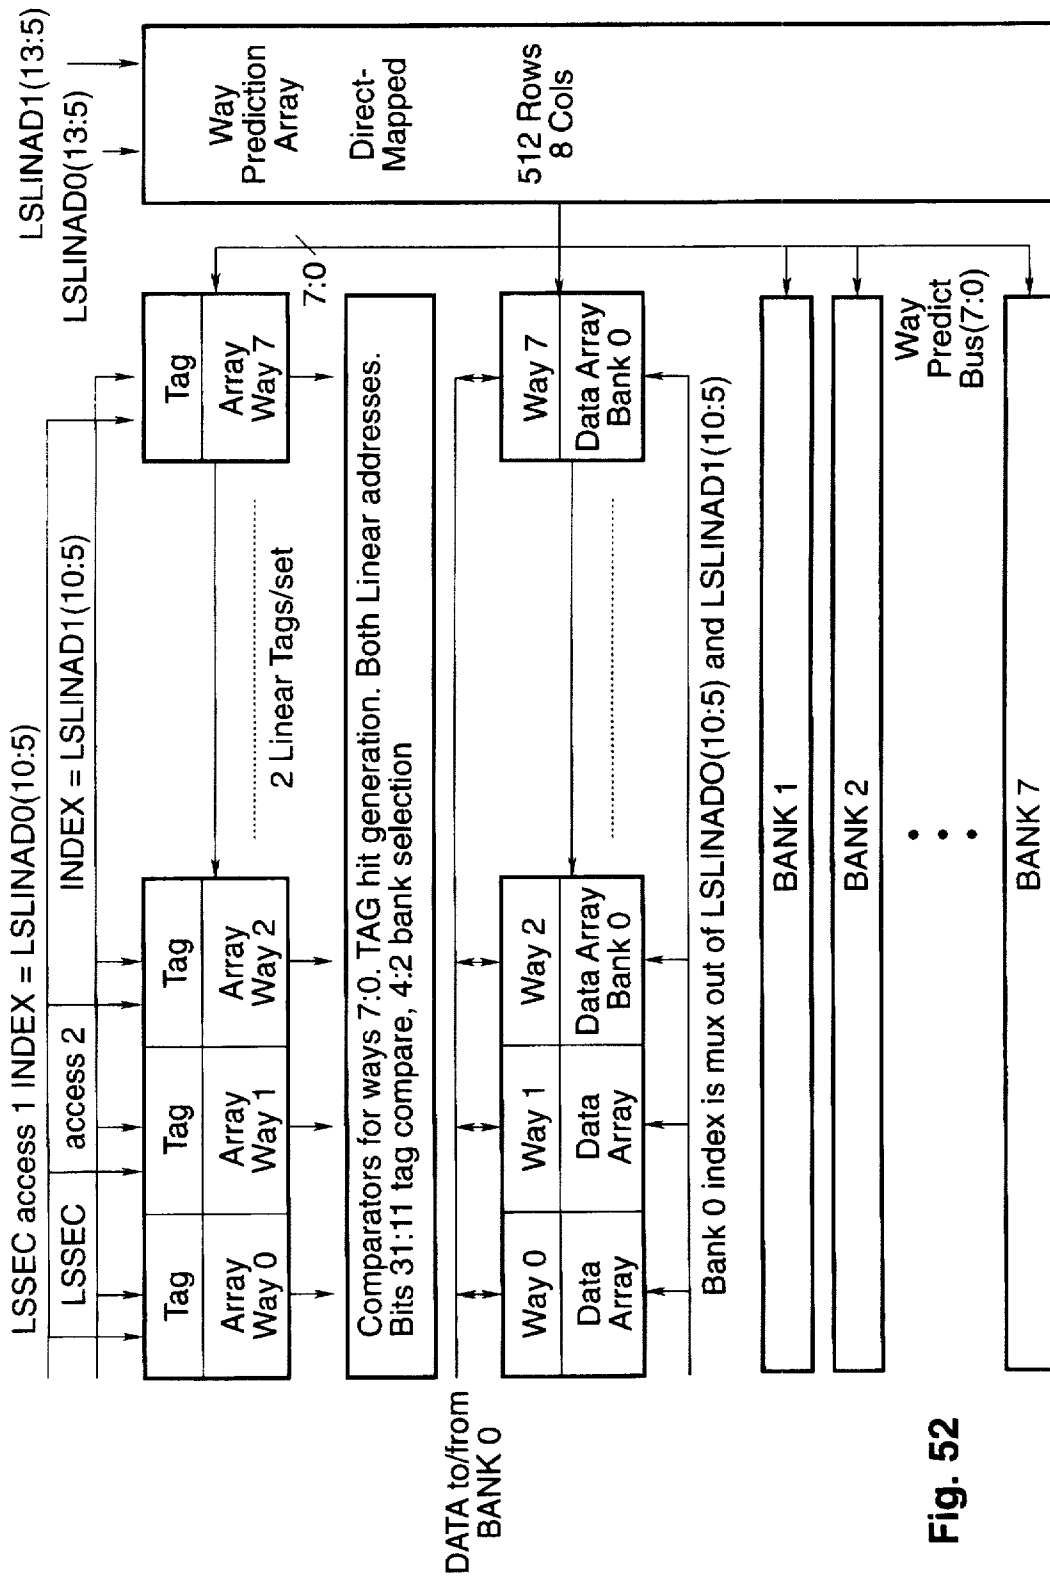 LSSEC access 1 INDEX = LSLINAD0(10:5)
LSSEC access 2 INDEX = LSLINAD1(10:5)
LSLINAD1(13:5)
LSLINAD0(13:5)
Tag
Array
Way 0
Tag
Array
Way 1
Tag
Array
Way 2
2 Linear Tags/set
Tag
Array
Way 7
7:0
Way
Prediction
Array
Direct-
Mapped
512 Rows
8 Cols
Comparators for ways 7:0. TAG hit generation. Both Linear addresses.
Bits 31:11 tag compare, 4:2 bank selection
DATA to/from
BANK 0
Way 0
Data
Array
Way 1
Data
Array
Way 2
Data Array
Bank 0
Way 7
Data Array
Bank 0
Bank 0 index is mux out of LSLINADO(10:5) and LSLINAD1(10:5)
BANK 1
BANK 2
Way
Predict
Bus(7:0)
BANK 7
Fig. 52